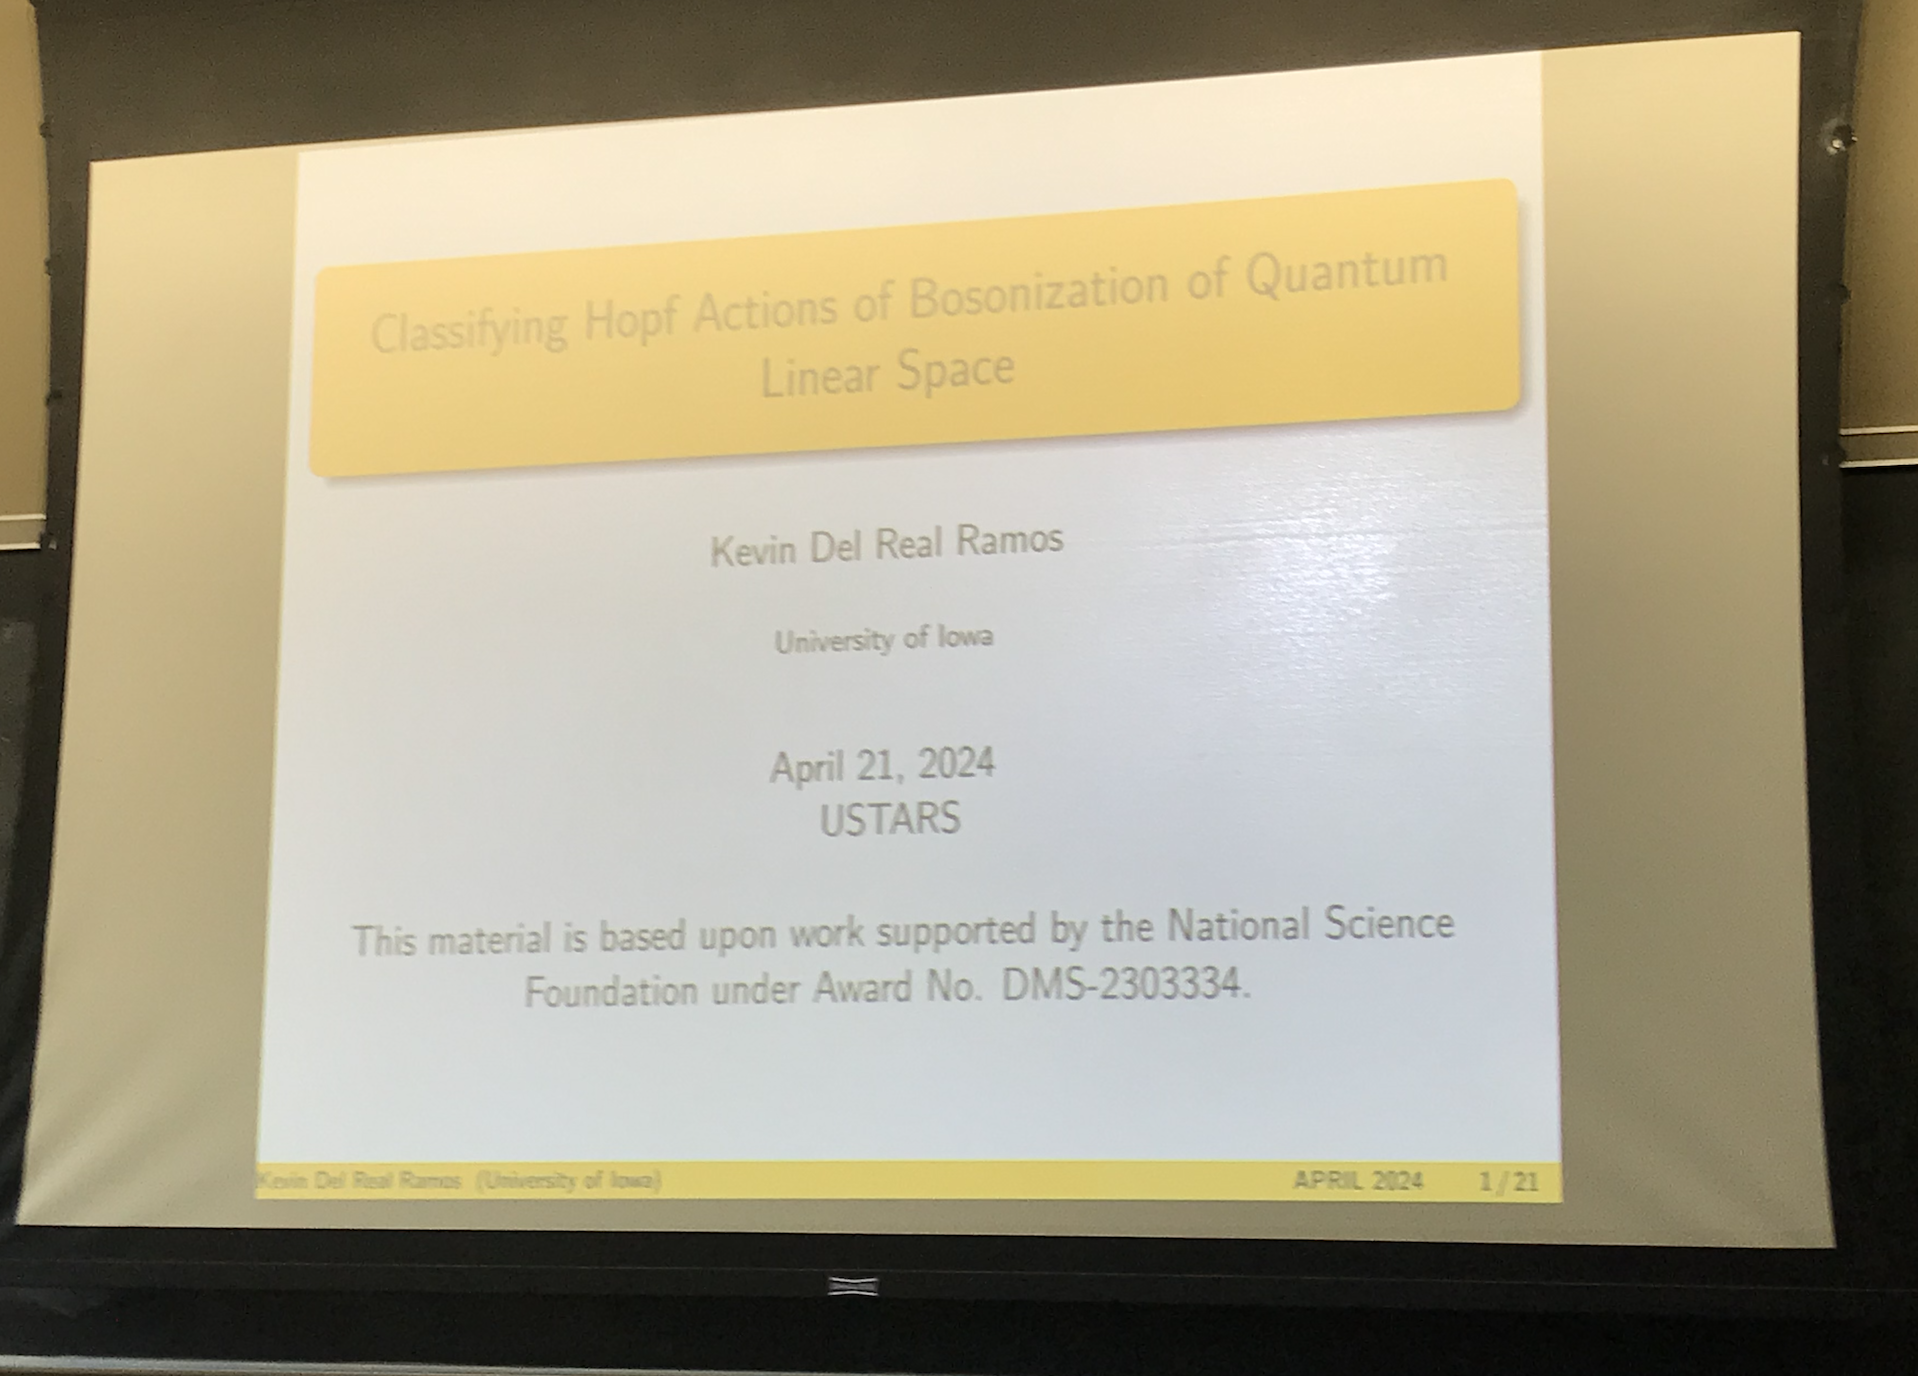 Classifying Hopf Actions of Bosonization of Quantum
Linear Space
Kevin Del Real Ramos
University of Iowa
April 21, 2024
USTARS
This material is based upon work supported by the National Science
Foundation under Award No. DMS-2303334.
Kevin Del Real Ramos (University of Iowa) APRIL 2024 1/21